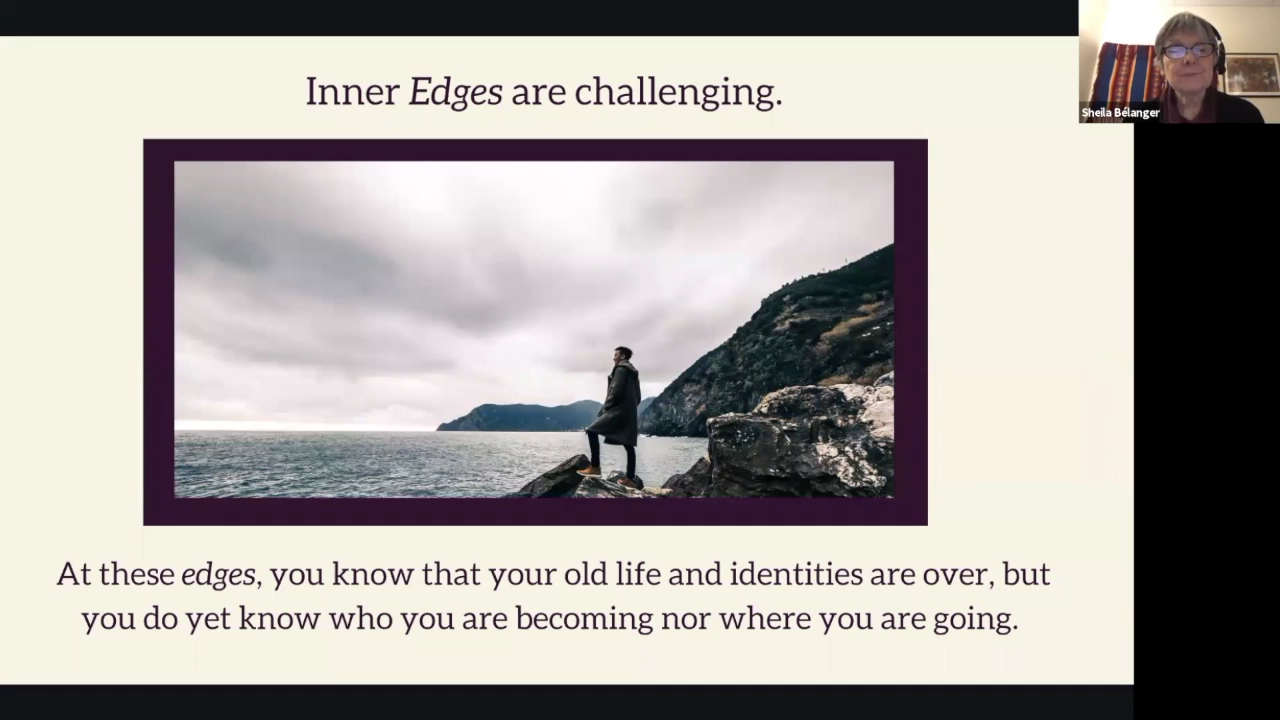 Inner Edges are challenging.
Sheila Bélanger
At these edges, you know that your old life and identities are over, but
you do yet know who you are becoming nor where you are going.